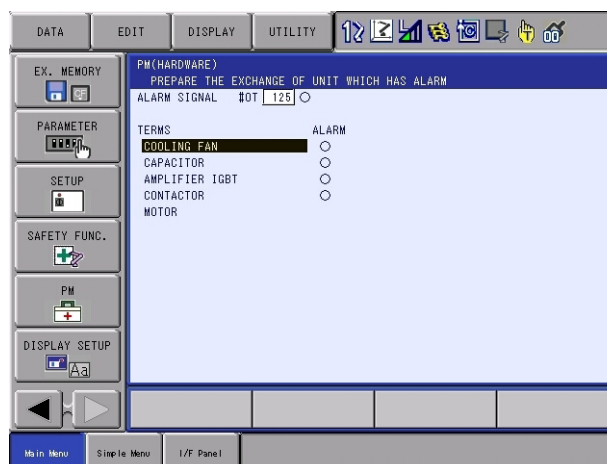 DATA EDIT DISPLAY UTILITY
EX. MEMORY
CF
PARAMETER
SETUP
SAFETY FUNC.
PM
DISPLAY SETUP
Aa
PM(HARDWARE)
PREPARE THE EXCHANGE OF UNIT WHICH HAS ALARM
ALARM SIGNAL #OT 125
TERMS ALARM
COOLING FAN
CAPACITOR
AMPLIFIER IGBT
CONTACTOR
MOTOR
Main Menu Simple Menu I/F Panel